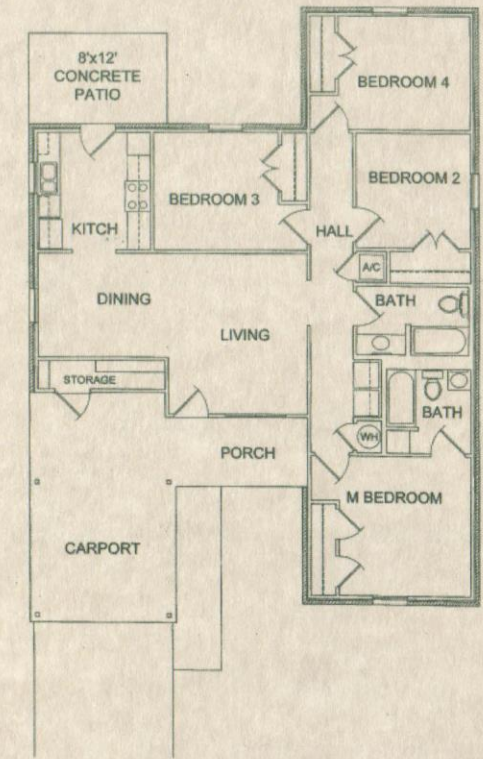 8'x12'
CONCRETE
PATIO
BEDROOM 4
BEDROOM 3
BEDROOM 2
KITCH
HALL
A/C
DINING
BATH
LIVING
STORAGE
BATH
WH
PORCH
M BEDROOM
CARPORT